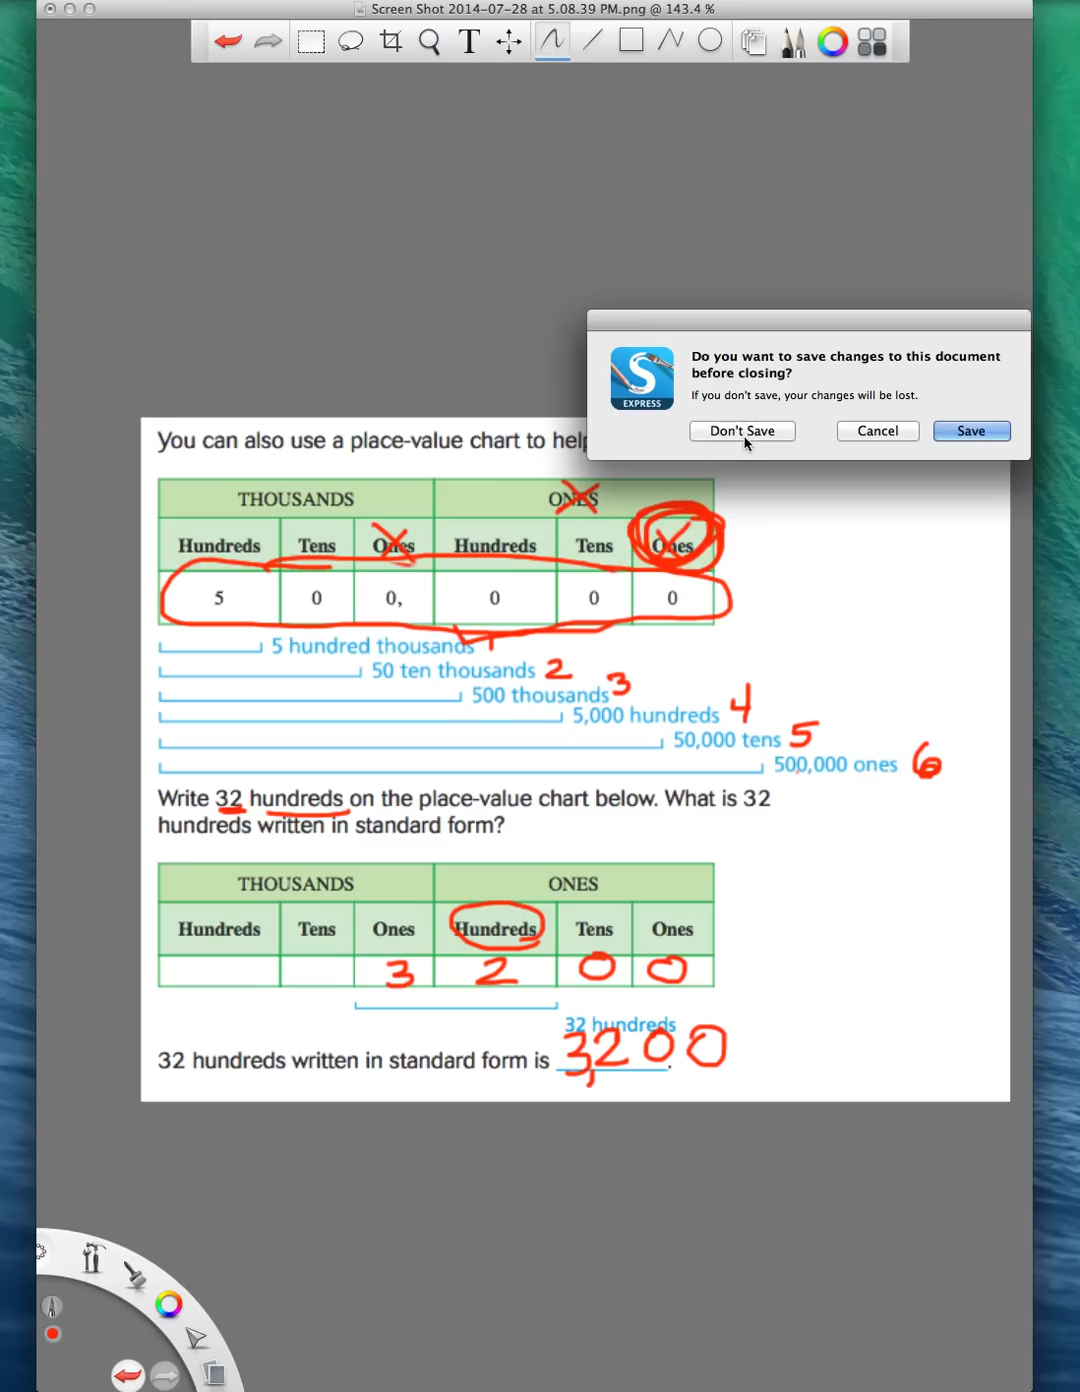 Screen Shot 2014-07-28 at 5.08.39 PM.png @ 143.4 %
T
Do you want to save changes to this document
before closing?
If you don't save, your changes will be lost.
EXPRESS
Don't Save Cancel Save
You can also use a place-value chart to help
THOUSANDS ONES
Hundreds Tens Ones Hundreds Tens Ones
5 0 0, 0 0 0
5 hundred thousands 1
50 ten thousands 2
500 thousands 3
5,000 hundreds 4
50,000 tens 5
500,000 ones 6
Write 32 hundreds on the place-value chart below. What is 32
hundreds written in standard form?
THOUSANDS ONES
Hundreds Tens Ones Hundreds Tens Ones
3 2 0 0
32 hundreds
32 hundreds written in standard form is 3,200.